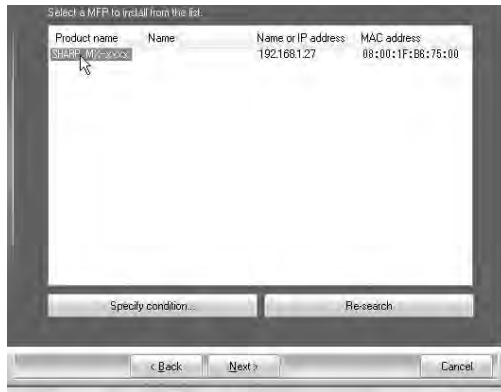 Select a MFP to install from the list.
Product name Name Name or IP address MAC address
SHARP MX-xxxx 192.168.1.27 08:00:1F:B6:75:00
Specify condition... Re-search
< Back Next > Cancel